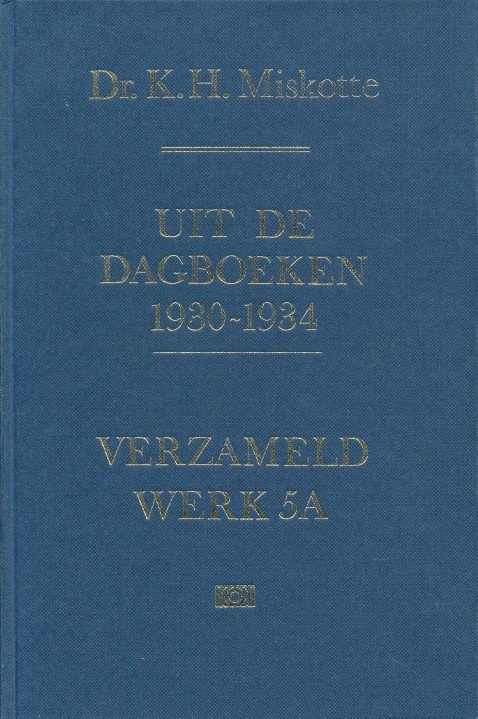 Dr. K. H. Miskotte
UIT DE
DAGBOEKEN
1930~1934
VERZAMELD
WERK 5A